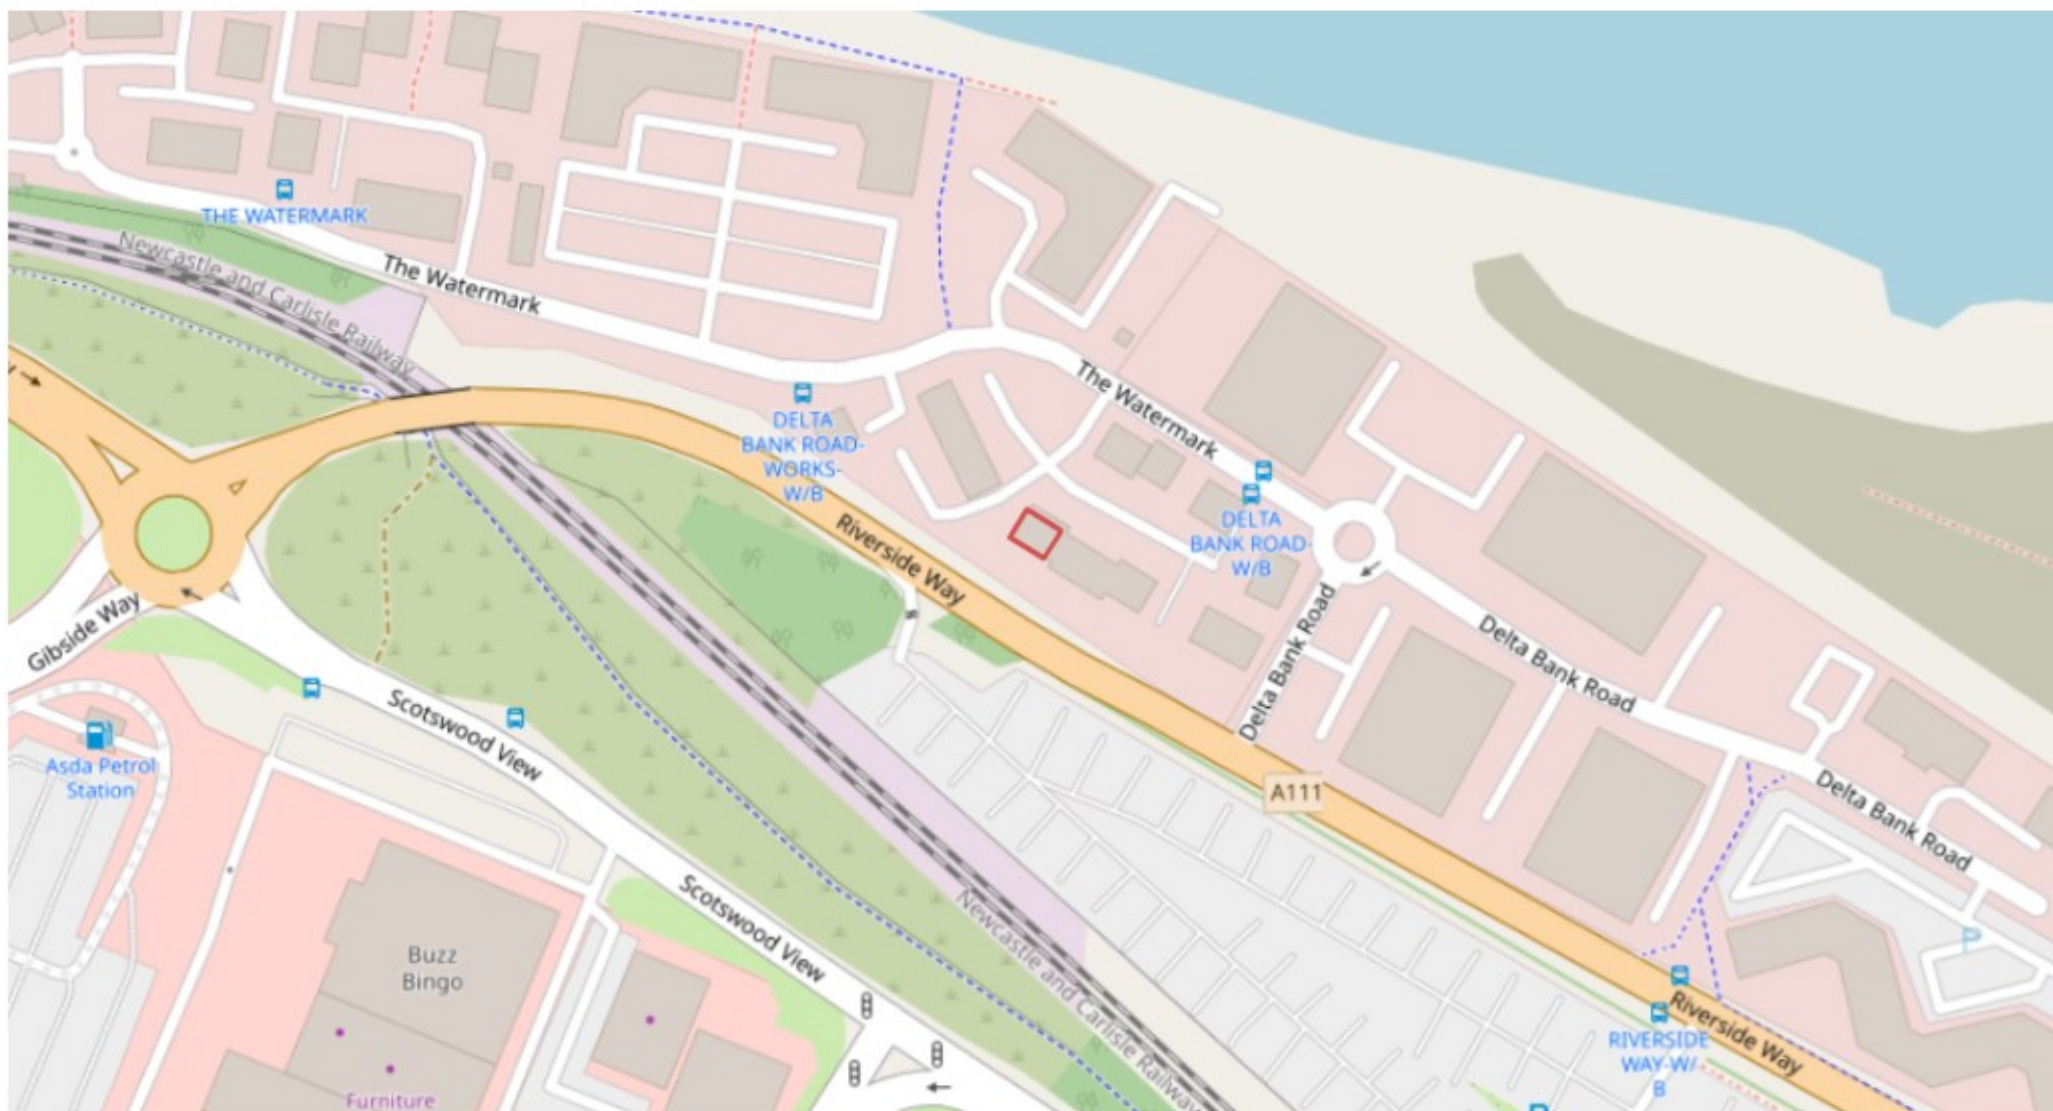 THE WATERMARK
Newcastle and Carlisle Railway
The Watermark
DELTA
BANK ROAD-
WORKS-
W/B
The Watermark
DELTA
BANK ROAD-
W/B
Riverside Way
Gibside Way
Delta Bank Road
Delta Bank Road
Scotswood View
Asda Petrol
Station
A111
Delta Bank Road
Scotswood View
Newcastle and Carlisle Railway
Buzz
Bingo
P
Riverside Way
RIVERSIDE
WAY-W/
B
Furniture